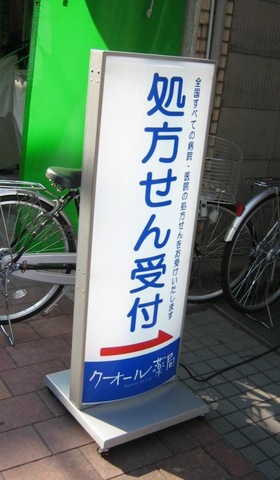 全国すべての病院・医院の処方せんをお受けいたします
処方せん受付
クーオール薬局